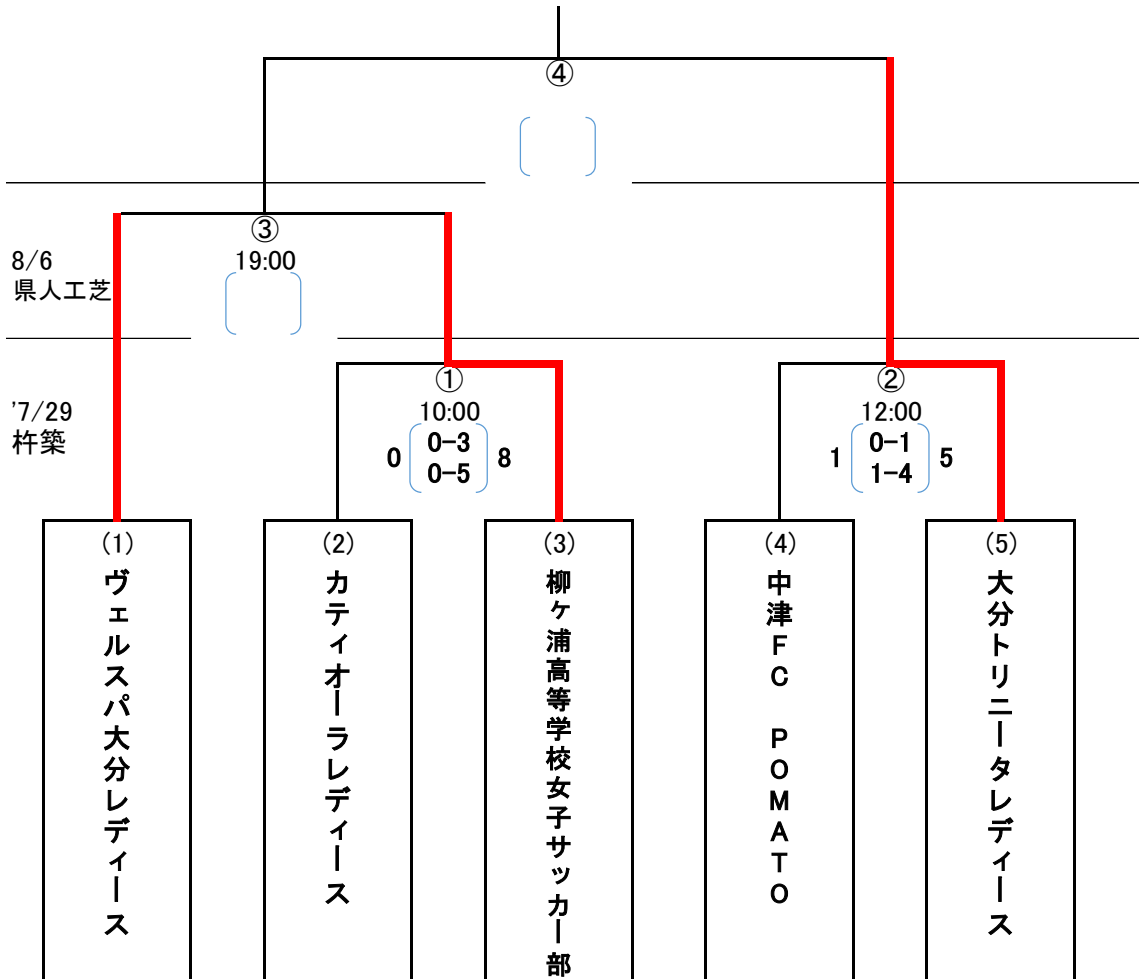 ④
③
8/6
19:00
県人工芝
①
②
'7/29
10:00
12:00
杵築
0 0-3 8
0-5
1 0-1 5
1-4
(1)
(2)
(3)
(4)
(5)
ヴェルスパ大分レディース
カティオーラレディース
柳ヶ浦高等学校女子サッカー部
中津FC POMATO
大分トリニータレディース